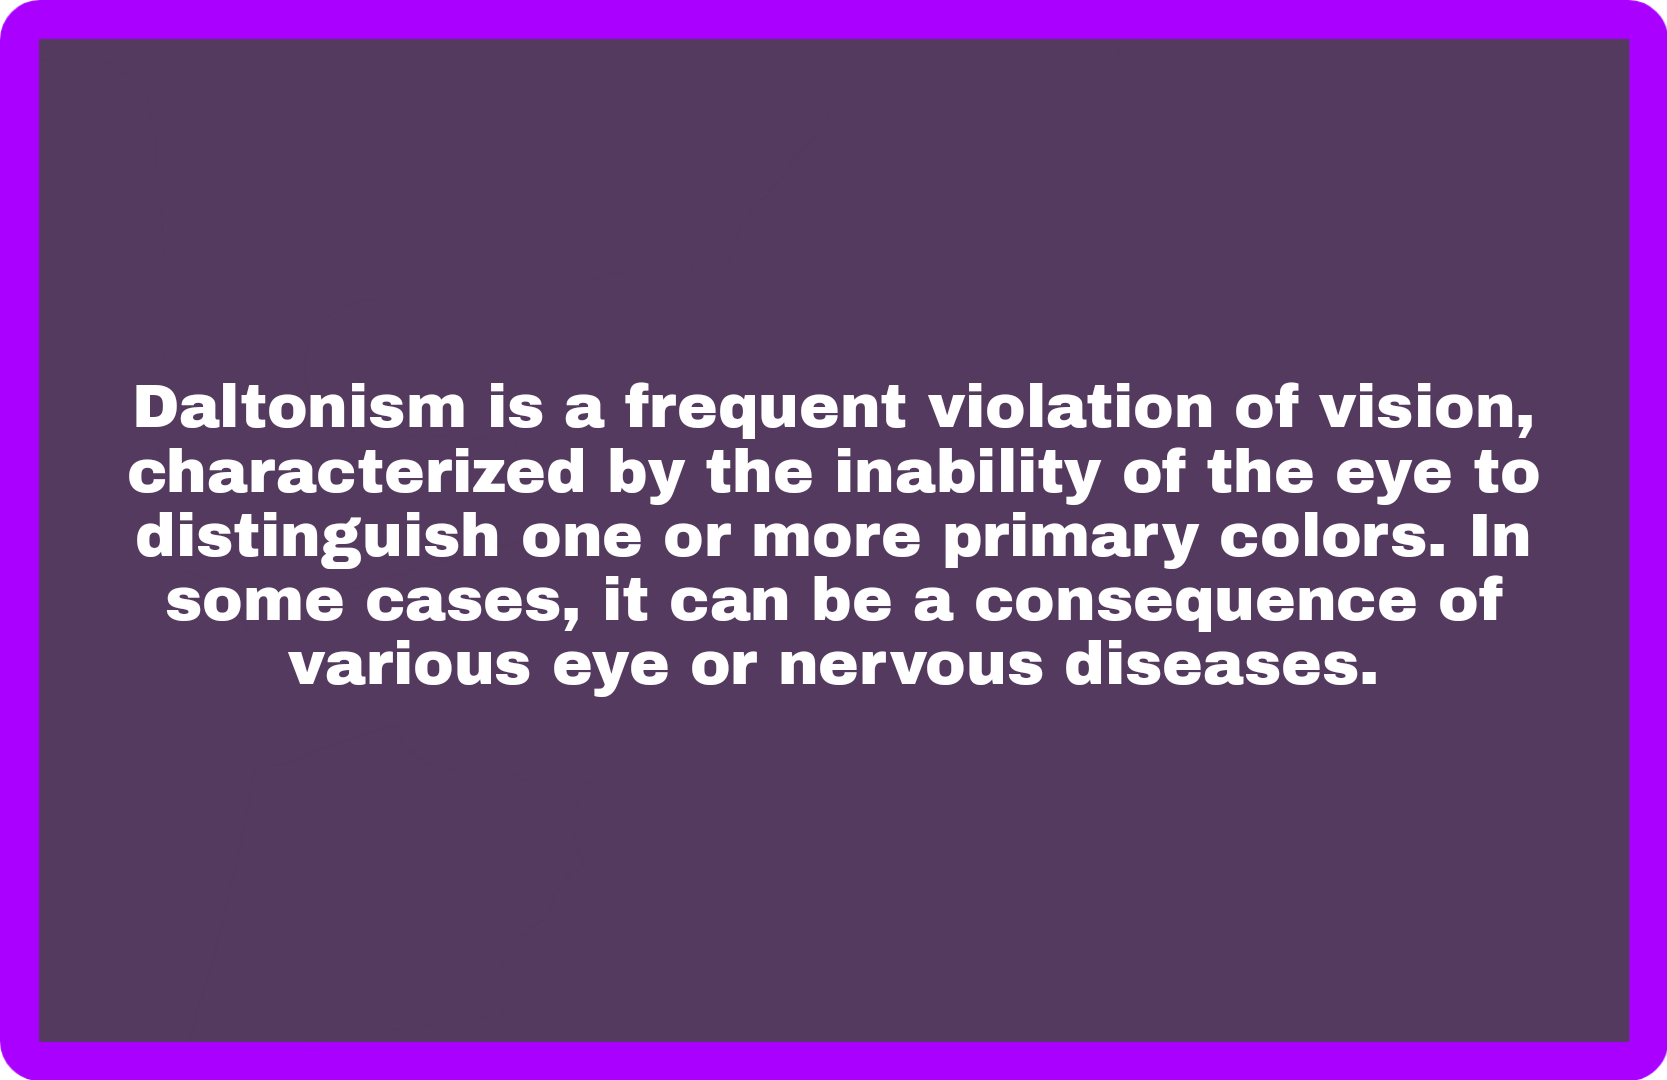 Daltonism is a frequent violation of vision,
characterized by the inability of the eye to
distinguish one or more primary colors. In
some cases, it can be a consequence of
various eye or nervous diseases.